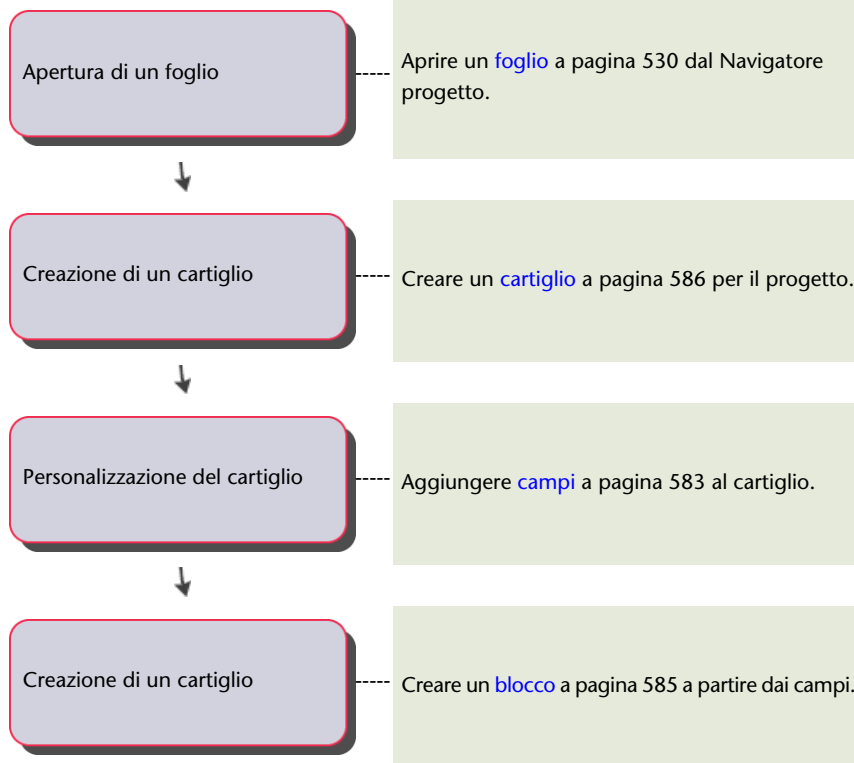 Apertura di un foglio
Aprire un foglio a pagina 530 dal Navigatore
progetto.
Creazione di un cartiglio
Creare un cartiglio a pagina 586 per il progetto.
Personalizzazione del cartiglio
Aggiungere campi a pagina 583 al cartiglio.
Creazione di un cartiglio
Creare un blocco a pagina 585 a partire dai campi.